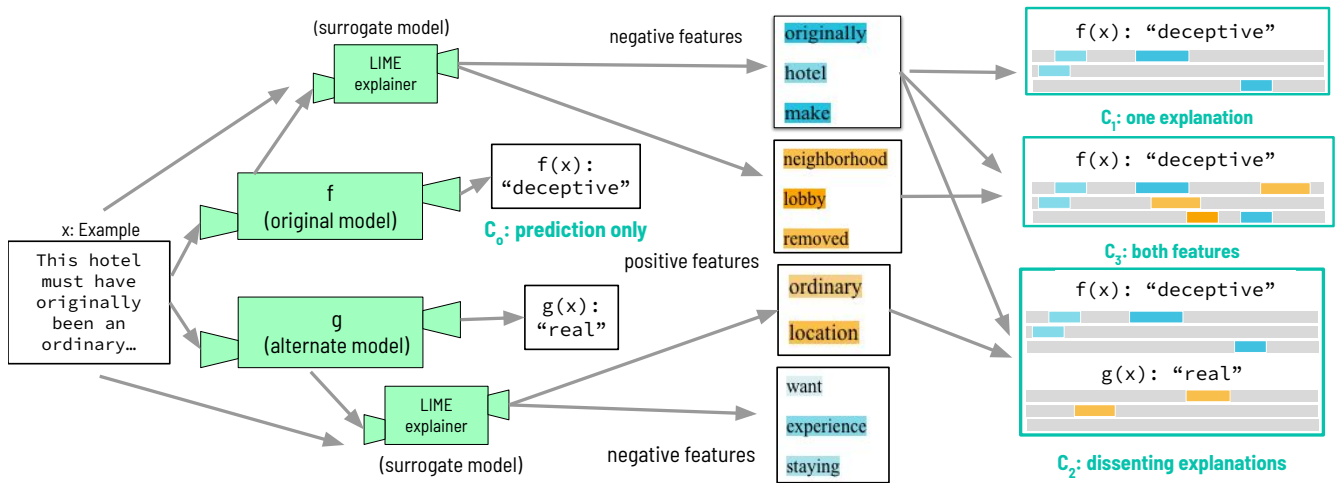 (surrogate model)
LIME
explainer
negative features
originally
hotel
make
f(x): “deceptive”
C₁: one explanation
f
(original model)
f(x):
“deceptive”
C₀: prediction only
neighborhood
lobby
removed
f(x): “deceptive”
C₃: both features
x: Example
This hotel
must have
originally
been an
ordinary…
g
(alternate model)
g(x):
“real”
positive features
ordinary
location
f(x): “deceptive”
g(x): “real”
C₂: dissenting explanations
LIME
explainer
(surrogate model)
negative features
want
experience
staying